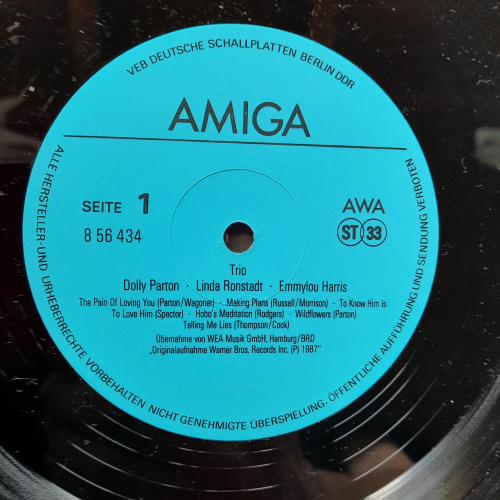 VEB DEUTSCHE SCHALLPLATTEN BERLIN DDR
AMIGA
SEITE 1
8 56 434
AWA
ST 33
Trio
Dolly Parton · Linda Ronstadt · Emmylou Harris
The Pain Of Loving You (Parton/Wagoner) · Making Plans (Russell/Morrison) · To Know Him Is
To Love Him (Spector) · Hobo's Meditation (Rodgers) · Wildflowers (Parton)
Telling Me Lies (Thompson/Cook)
Übernahme von WEA Musik GmbH, Hamburg/BRD
„Originalaufnahme Warner Bros. Records Inc. (P) 1987“
ALLE HERSTELLER- UND URHEBERRECHTE VORBEHALTEN NICHT GENEHMIGTE ÜBERSPIELUNG, ÖFFENTLICHE AUFFÜHRUNG UND SENDUNG VERBOTEN